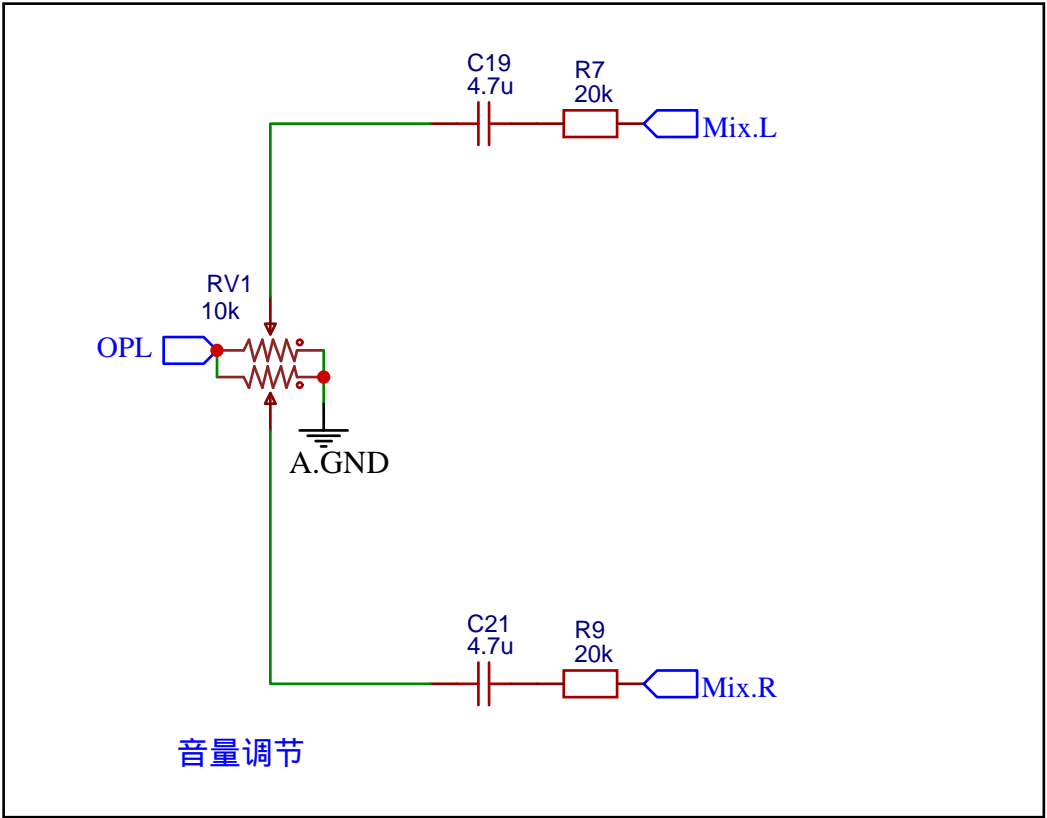 C19
4.7u
R7
20k
Mix.L
RV1
10k
OPL
A.GND
C21
4.7u
R9
20k
Mix.R
音量调节